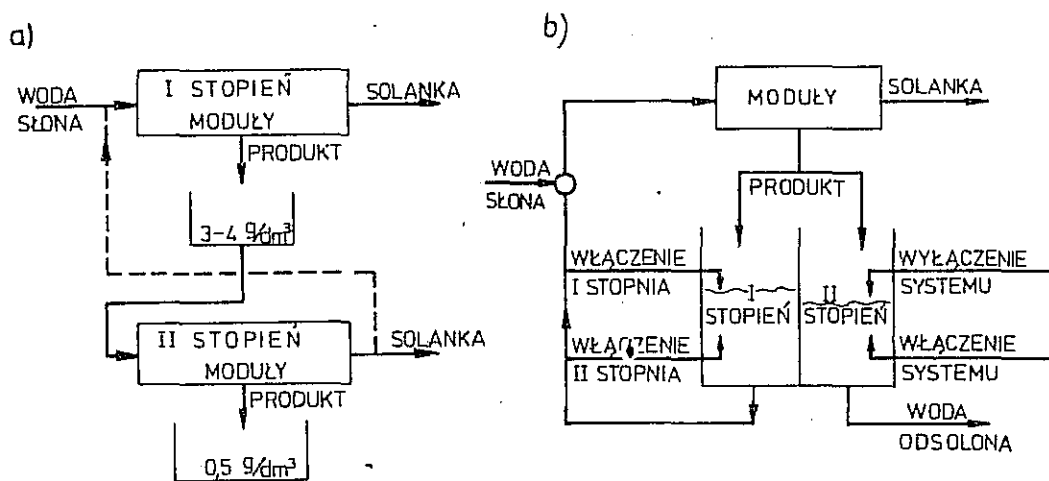 a)
WODA
SŁONA
I STOPIEŃ
MODUŁY
SOLANKA
PRODUKT
3-4 g/dm³
II STOPIEŃ
MODUŁY
SOLANKA
PRODUKT
0,5 g/dm³
b)
MODUŁY
SOLANKA
WODA
SŁONA
PRODUKT
WŁĄCZENIE
I STOPNIA
I
STOPIEŃ
II
STOPIEŃ
WYŁĄCZENIE
SYSTEMU
WŁĄCZENIE
II STOPNIA
WŁĄCZENIE
SYSTEMU
WODA
ODSOLONA